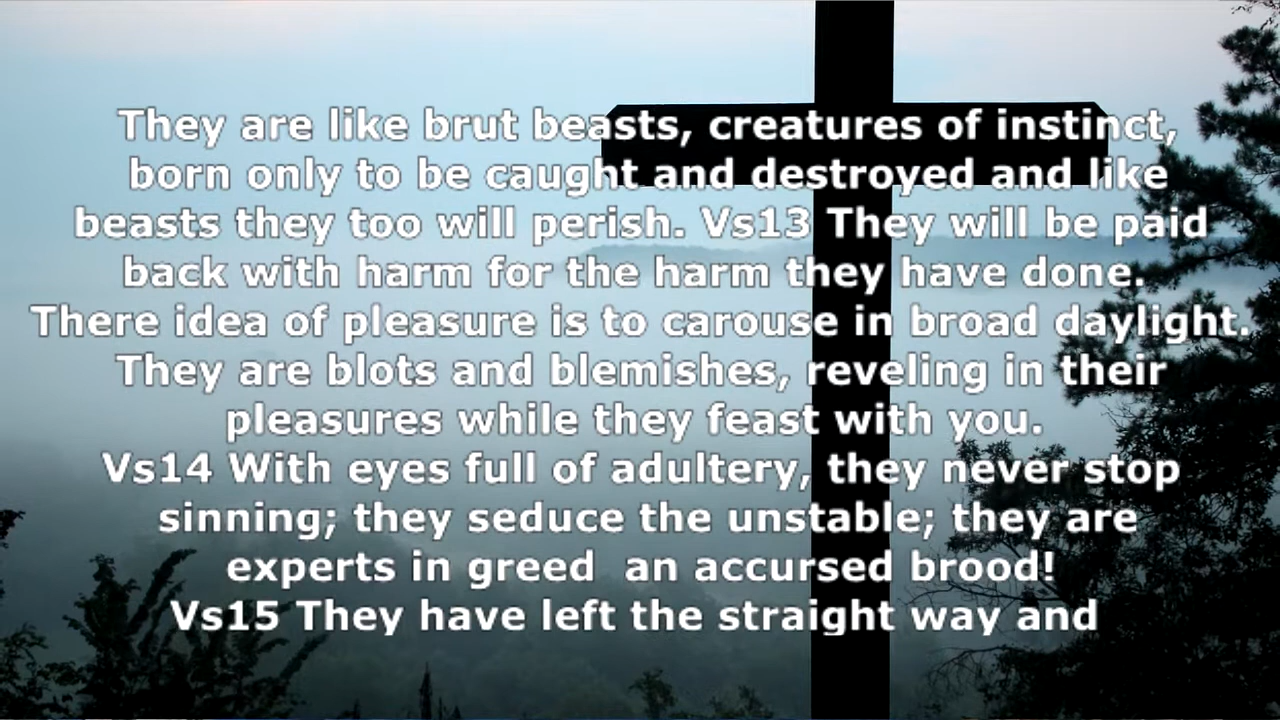 They are like brut beasts, creatures of instinct,
born only to be caught and destroyed and like
beasts they too will perish. Vs13 They will be paid
back with harm for the harm they have done.
There idea of pleasure is to carouse in broad daylight.
They are blots and blemishes, reveling in their
pleasures while they feast with you.
Vs14 With eyes full of adultery, they never stop
sinning; they seduce the unstable; they are
experts in greed  an accursed brood!
Vs15 They have left the straight way and